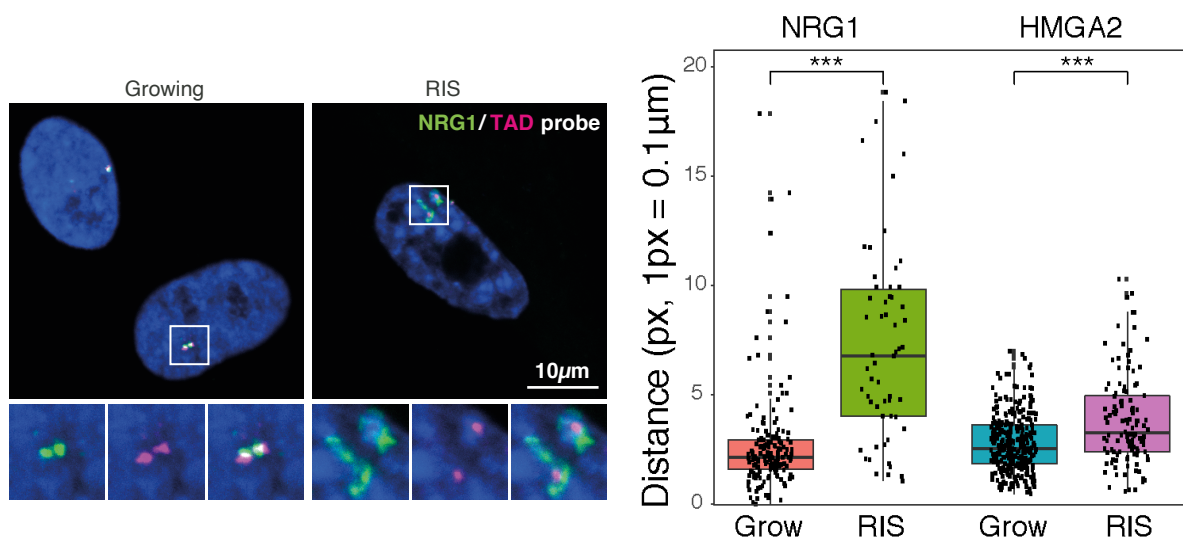 Growing
RIS
NRG1/TAD probe
10µm
NRG1
HMGA2
***
***
Distance (px, 1px = 0.1µm)
20
15
10
5
0
Grow
RIS
Grow
RIS